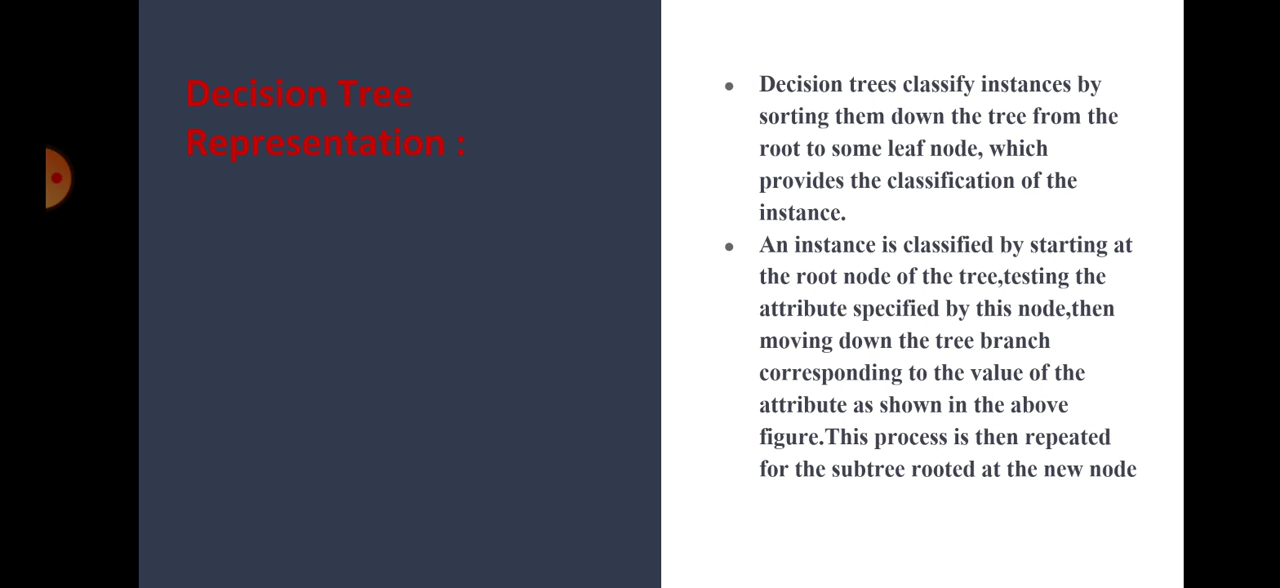 Decision Tree
Representation :
Decision trees classify instances by
sorting them down the tree from the
root to some leaf node, which
provides the classification of the
instance.
An instance is classified by starting at
the root node of the tree,testing the
attribute specified by this node,then
moving down the tree branch
corresponding to the value of the
attribute as shown in the above
figure.This process is then repeated
for the subtree rooted at the new node